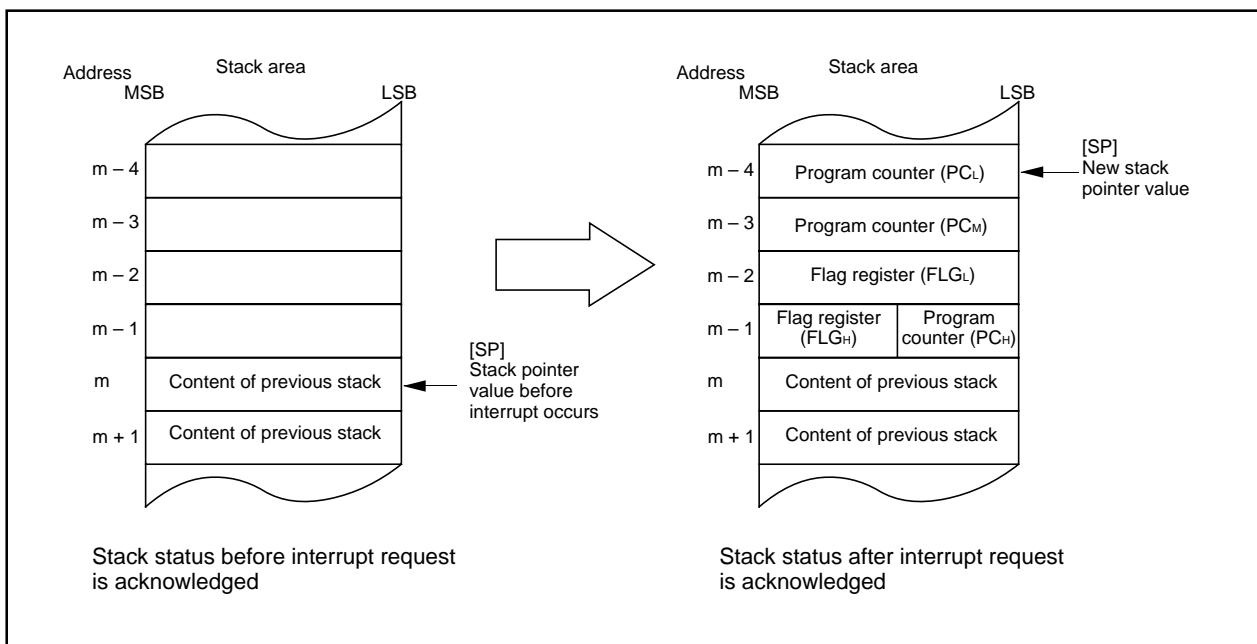 Address
MSB
Stack area
LSB
m – 4
m – 3
m – 2
m – 1
m
Content of previous stack
m + 1
Content of previous stack
[SP]
Stack pointer
value before
interrupt occurs
Stack status before interrupt request
is acknowledged
Address
MSB
Stack area
LSB
m – 4
Program counter (PCL)
m – 3
Program counter (PCM)
m – 2
Flag register (FLGL)
m – 1
Flag register
(FLGH)
Program
counter (PCH)
m
Content of previous stack
m + 1
Content of previous stack
[SP]
New stack
pointer value
Stack status after interrupt request
is acknowledged